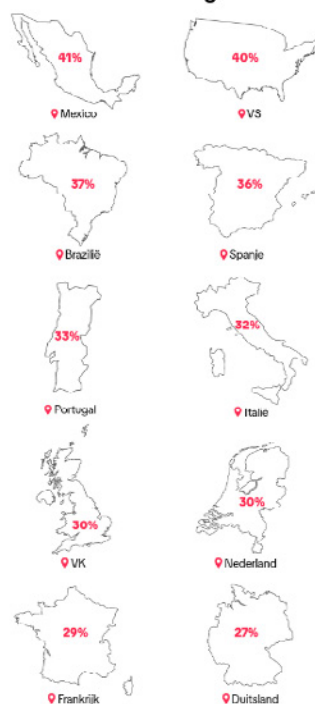 41%
40%
Mexico
VS
37%
36%
Brazilië
Spanje
33%
32%
Portugal
Italië
30%
30%
VK
Nederland
29%
27%
Frankrijk
Duitsland